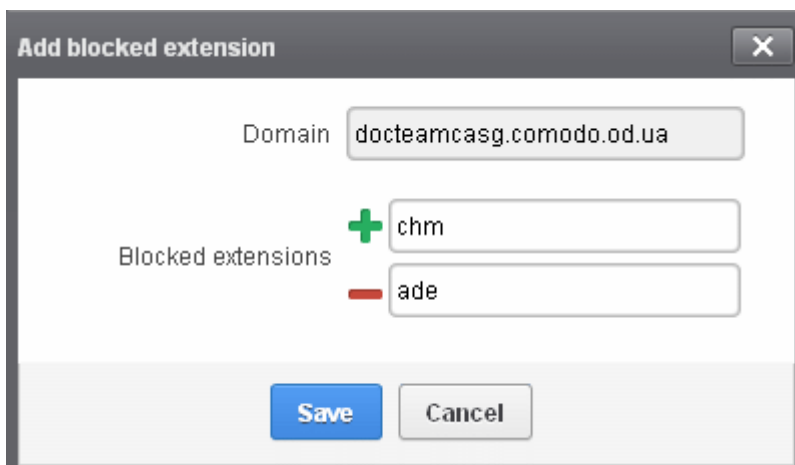 Add blocked extension
Domain docteamcasg.comodo.od.ua
chm
Blocked extensions
ade
Save Cancel